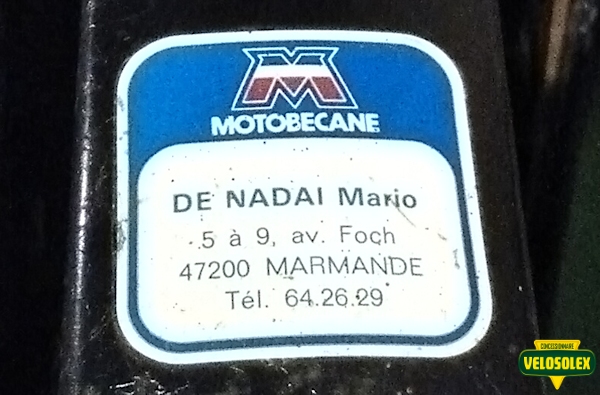 M
MOTOBECANE
DE NADAI Mario
5 à 9, av. Foch
47200 MARMANDE
Tél. 64.26.29
CONCESSIONNAIRE
VELOSOLEX